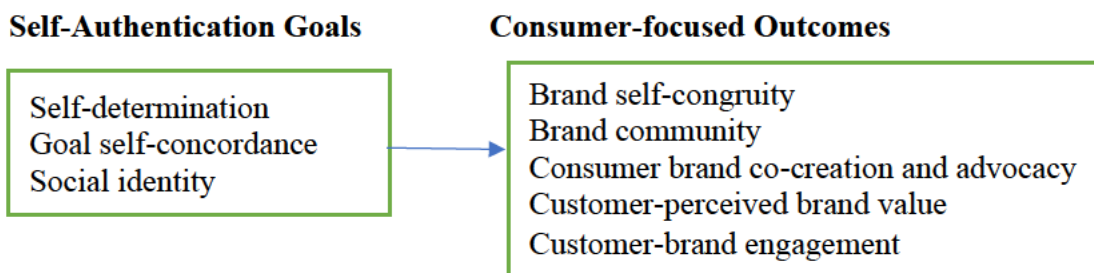 Self-Authentication Goals
Consumer-focused Outcomes
Self-determination
Goal self-concordance
Social identity
Brand self-congruity
Brand community
Consumer brand co-creation and advocacy
Customer-perceived brand value
Customer-brand engagement